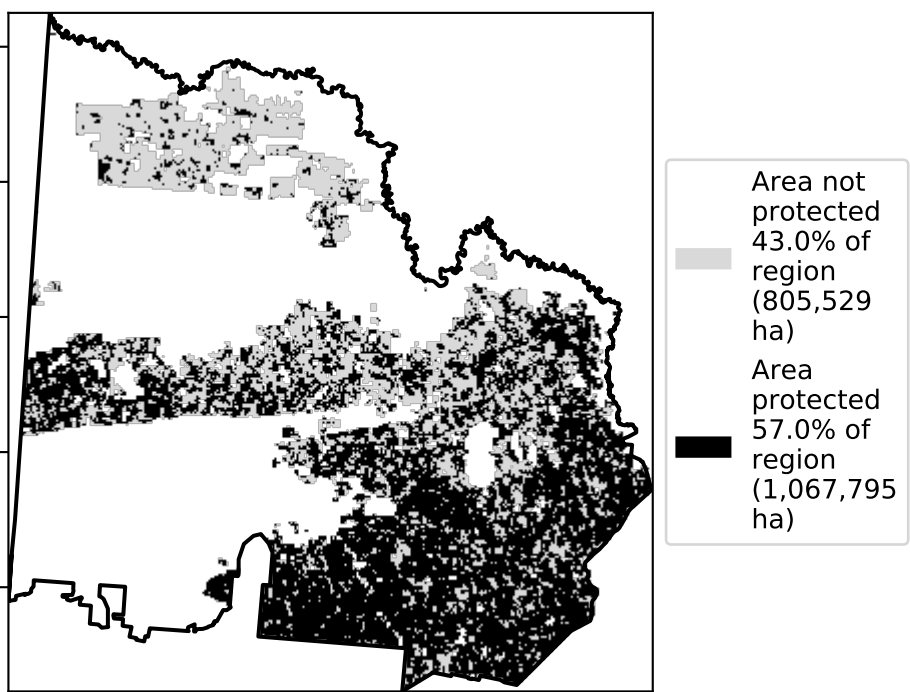 Area not
protected
43.0% of
region
(805,529
ha)
Area
protected
57.0% of
region
(1,067,795
ha)